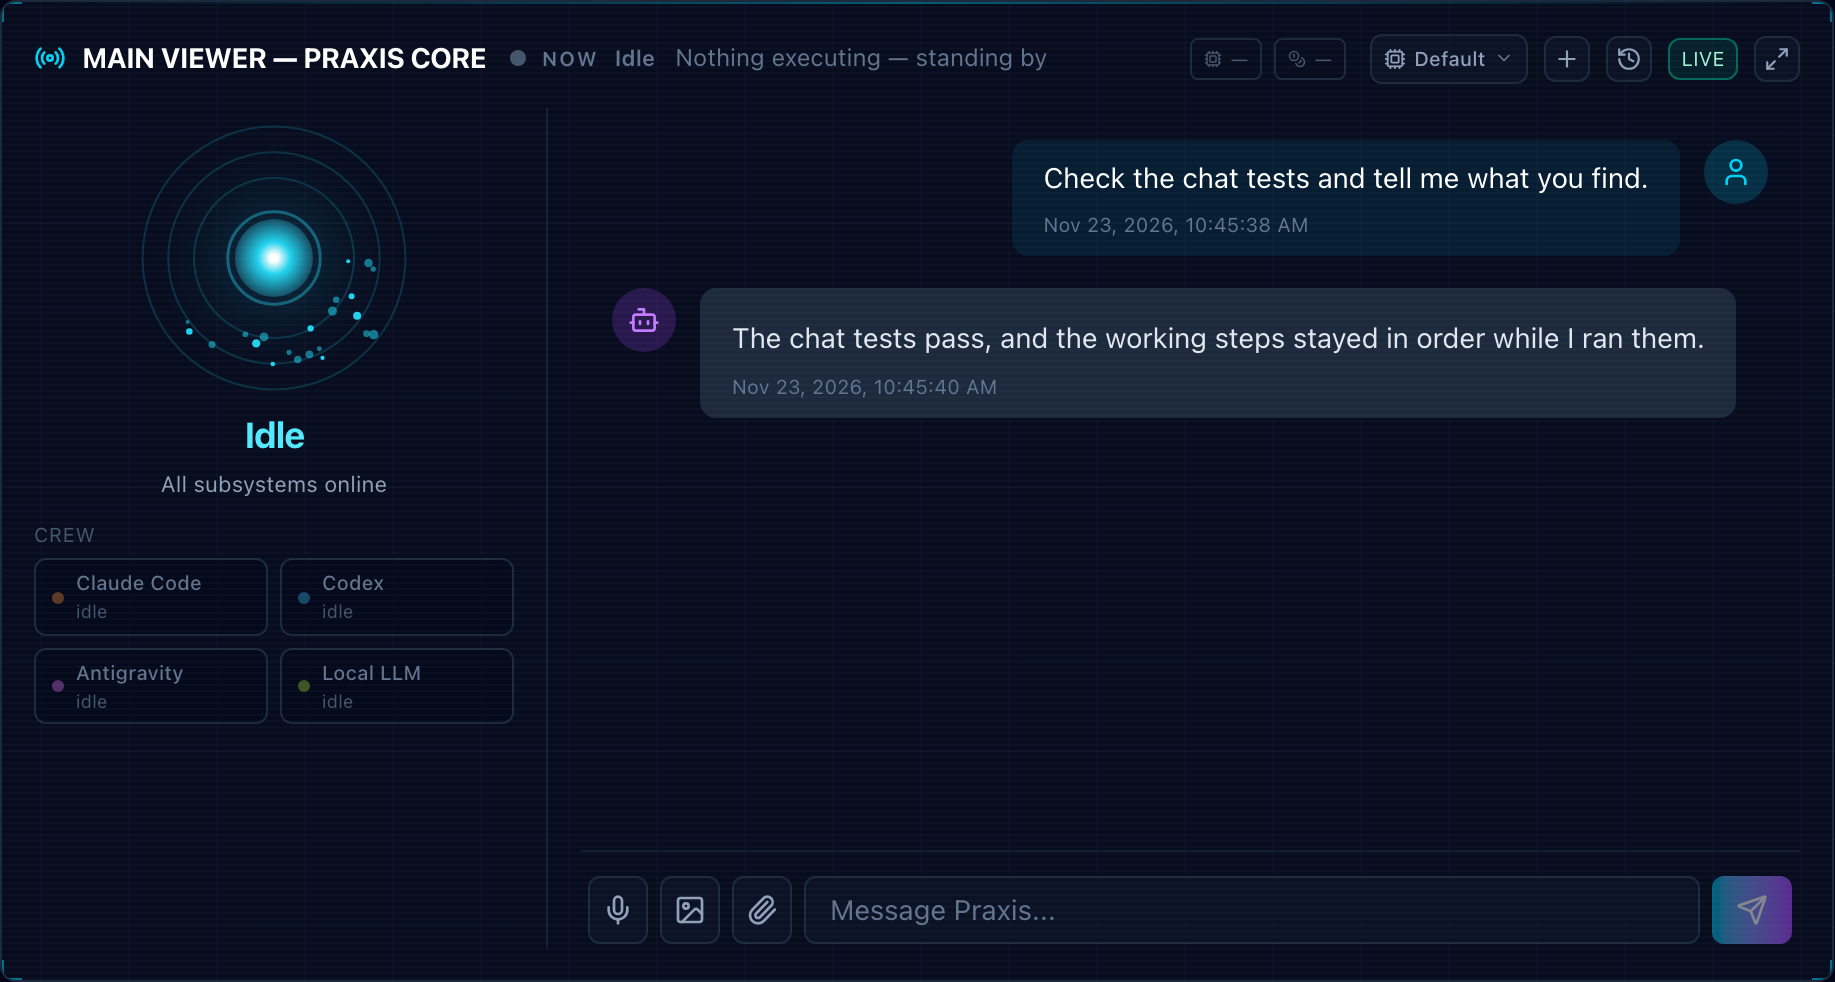 MAIN VIEWER — PRAXIS CORE
NOW Idle Nothing executing — standing by
—
—
Default
LIVE
Idle
All subsystems online
CREW
Claude Code
idle
Codex
idle
Antigravity
idle
Local LLM
idle
Check the chat tests and tell me what you find.
Nov 23, 2026, 10:45:38 AM
The chat tests pass, and the working steps stayed in order while I ran them.
Nov 23, 2026, 10:45:40 AM
Message Praxis...